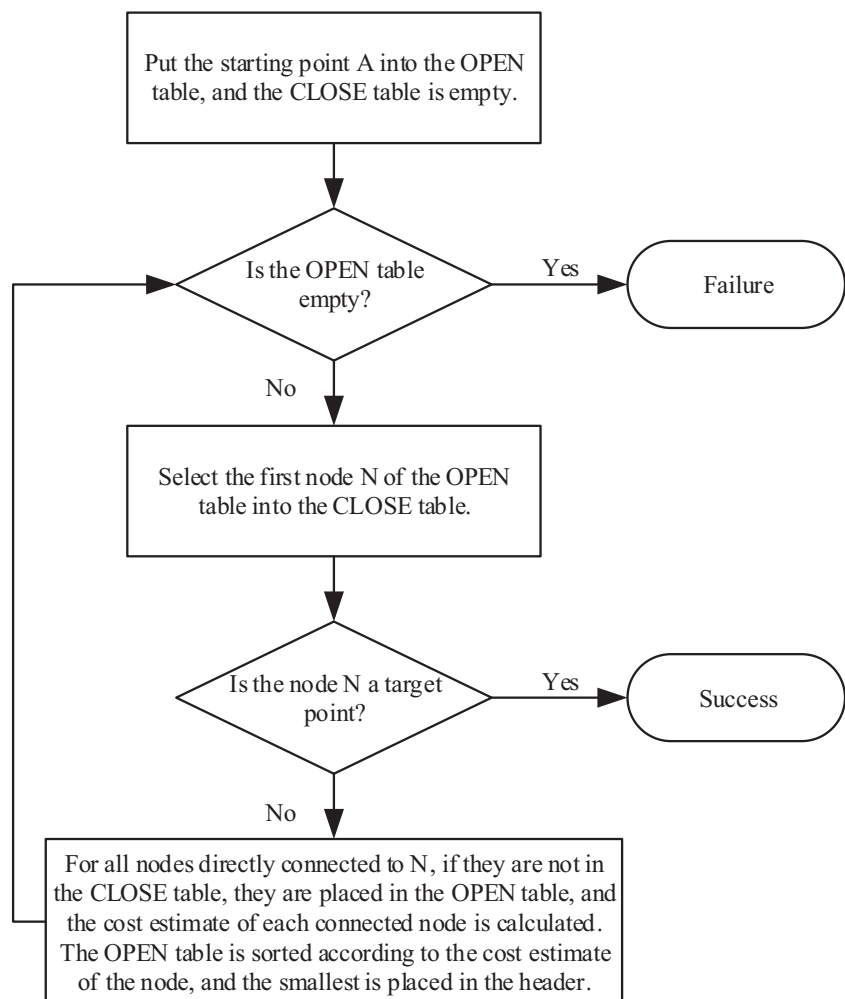 Put the starting point A into the OPEN
table, and the CLOSE table is empty.
Is the OPEN table
empty?
Yes
Failure
No
Select the first node N of the OPEN
table into the CLOSE table.
Is the node N a target
point?
Yes
Success
No
For all nodes directly connected to N, if they are not in
the CLOSE table, they are placed in the OPEN table, and
the cost estimate of each connected node is calculated.
The OPEN table is sorted according to the cost estimate
of the node, and the smallest is placed in the header.